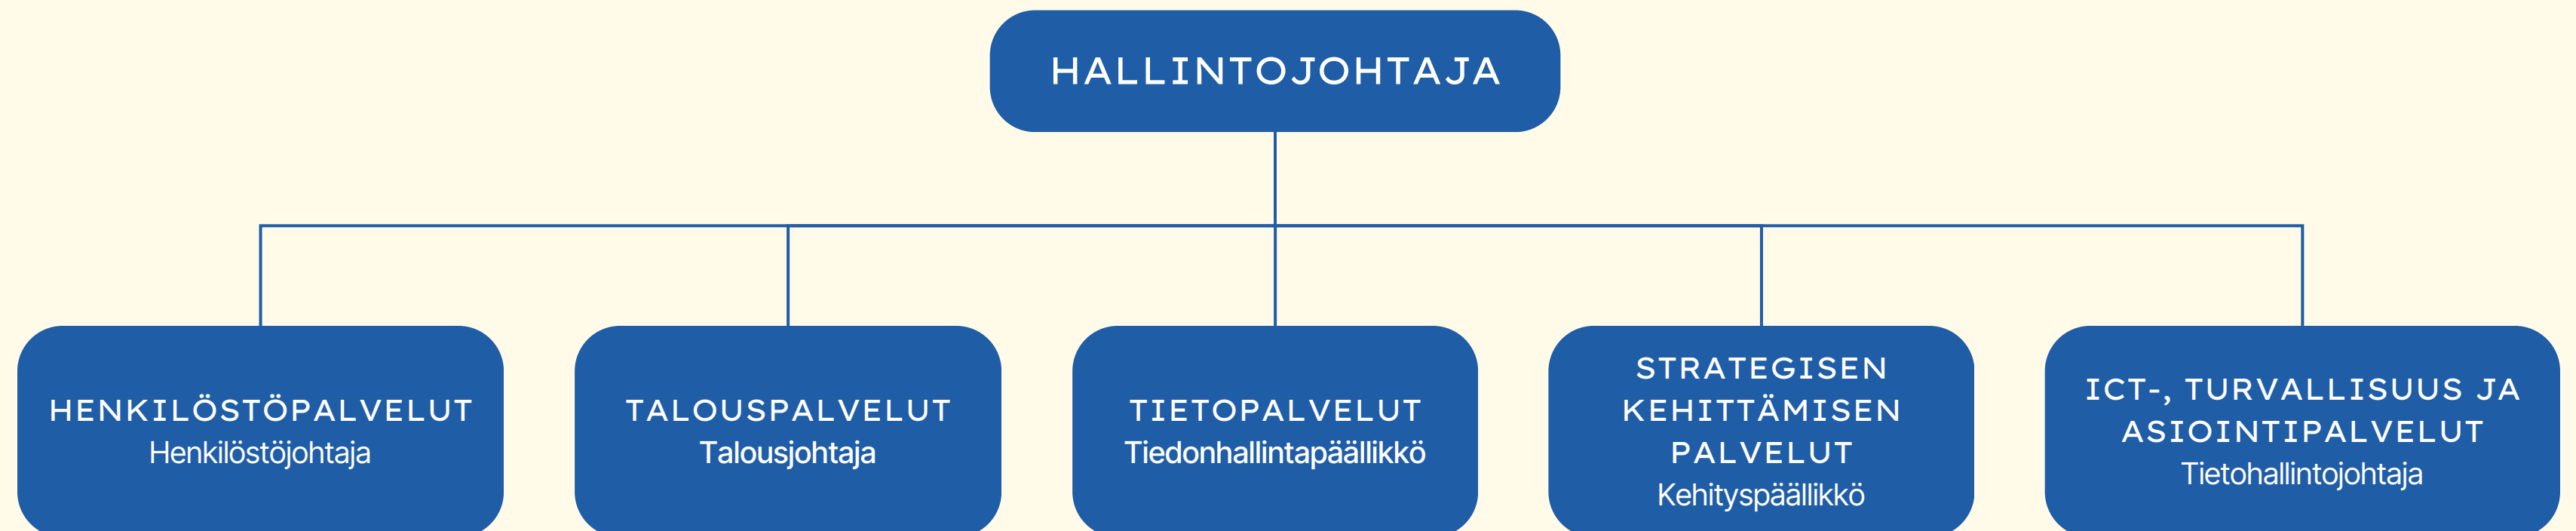 HALLINTOJOHTAJA
HENKILÖSTÖPALVELUT
Henkilöstöjohtaja
TALOUSPALVELUT
Talousjohtaja
TIETOPALVELUT
Tiedonhallintapäällikkö
STRATEGISEN
KEHITTÄMISEN
PALVELUT
Kehityspäällikkö
ICT-, TURVALLISUUS JA
ASIOINTIPALVELUT
Tietohallintojohtaja